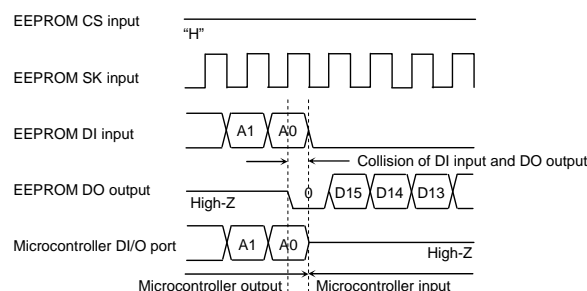 EEPROM CS input
“H”
EEPROM SK input
EEPROM DI input
A1 A0
Collision of DI input and DO output
EEPROM DO output
High-Z
0 D15 D14 D13
Microcontroller DI/O port
A1 A0
High-Z
Microcontroller output Microcontroller input